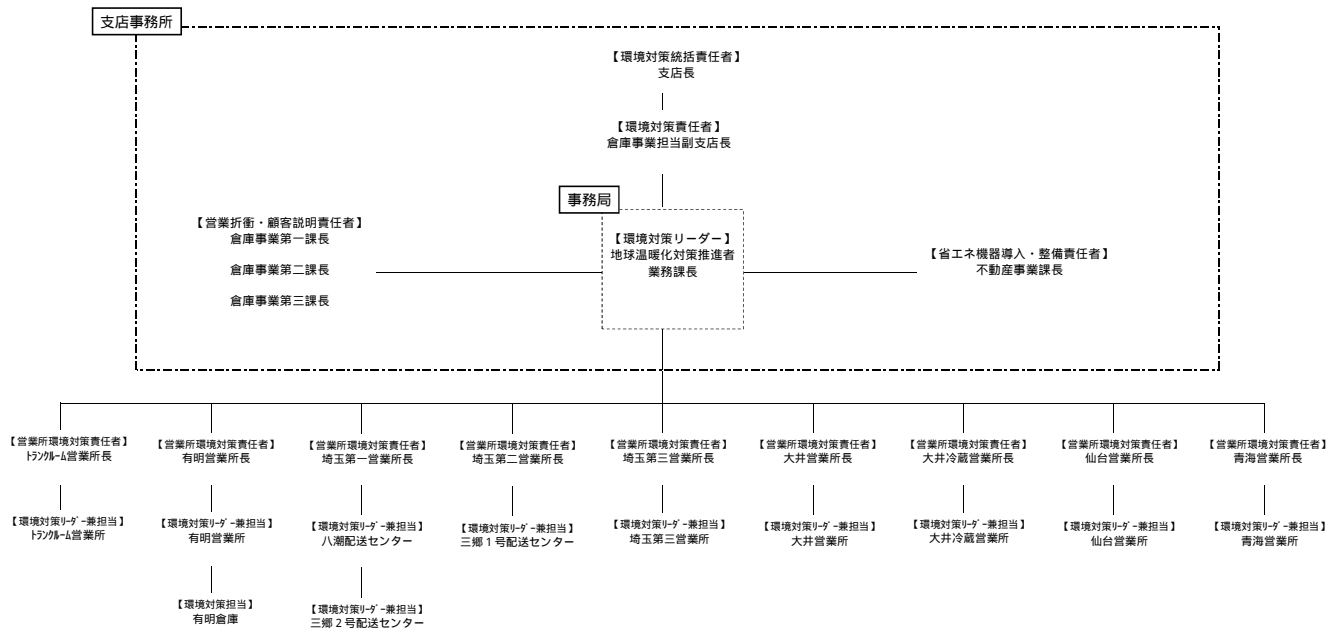 支店事務所
【環境対策統括責任者】
支店長
【環境対策責任者】
倉庫事業担当副支店長
事務局
【営業折衝・顧客説明責任者】
倉庫事業第一課長
倉庫事業第二課長
倉庫事業第三課長
【環境対策リーダー】
地球温暖化対策推進者
業務課長
【省エネ機器導入・整備責任者】
不動産事業課長
【営業所環境対策責任者】
ﾄﾗﾝｸﾙｰﾑ営業所長
【営業所環境対策責任者】
有明営業所長
【営業所環境対策責任者】
埼玉第一営業所長
【営業所環境対策責任者】
埼玉第二営業所長
【営業所環境対策責任者】
埼玉第三営業所長
【営業所環境対策責任者】
大井営業所長
【営業所環境対策責任者】
大井冷蔵営業所長
【営業所環境対策責任者】
仙台営業所長
【営業所環境対策責任者】
青海営業所長
【環境対策ﾘｰﾀﾞｰ兼担当】
ﾄﾗﾝｸﾙｰﾑ営業所
【環境対策ﾘｰﾀﾞｰ兼担当】
有明営業所
【環境対策ﾘｰﾀﾞｰ兼担当】
八潮配送センター
【環境対策ﾘｰﾀﾞｰ兼担当】
三郷１号配送センター
【環境対策ﾘｰﾀﾞｰ兼担当】
埼玉第三営業所
【環境対策ﾘｰﾀﾞｰ兼担当】
大井営業所
【環境対策ﾘｰﾀﾞｰ兼担当】
大井冷蔵営業所
【環境対策ﾘｰﾀﾞｰ兼担当】
仙台営業所
【環境対策ﾘｰﾀﾞｰ兼担当】
青海営業所
【環境対策担当】
有明倉庫
【環境対策ﾘｰﾀﾞｰ兼担当】
三郷２号配送センター